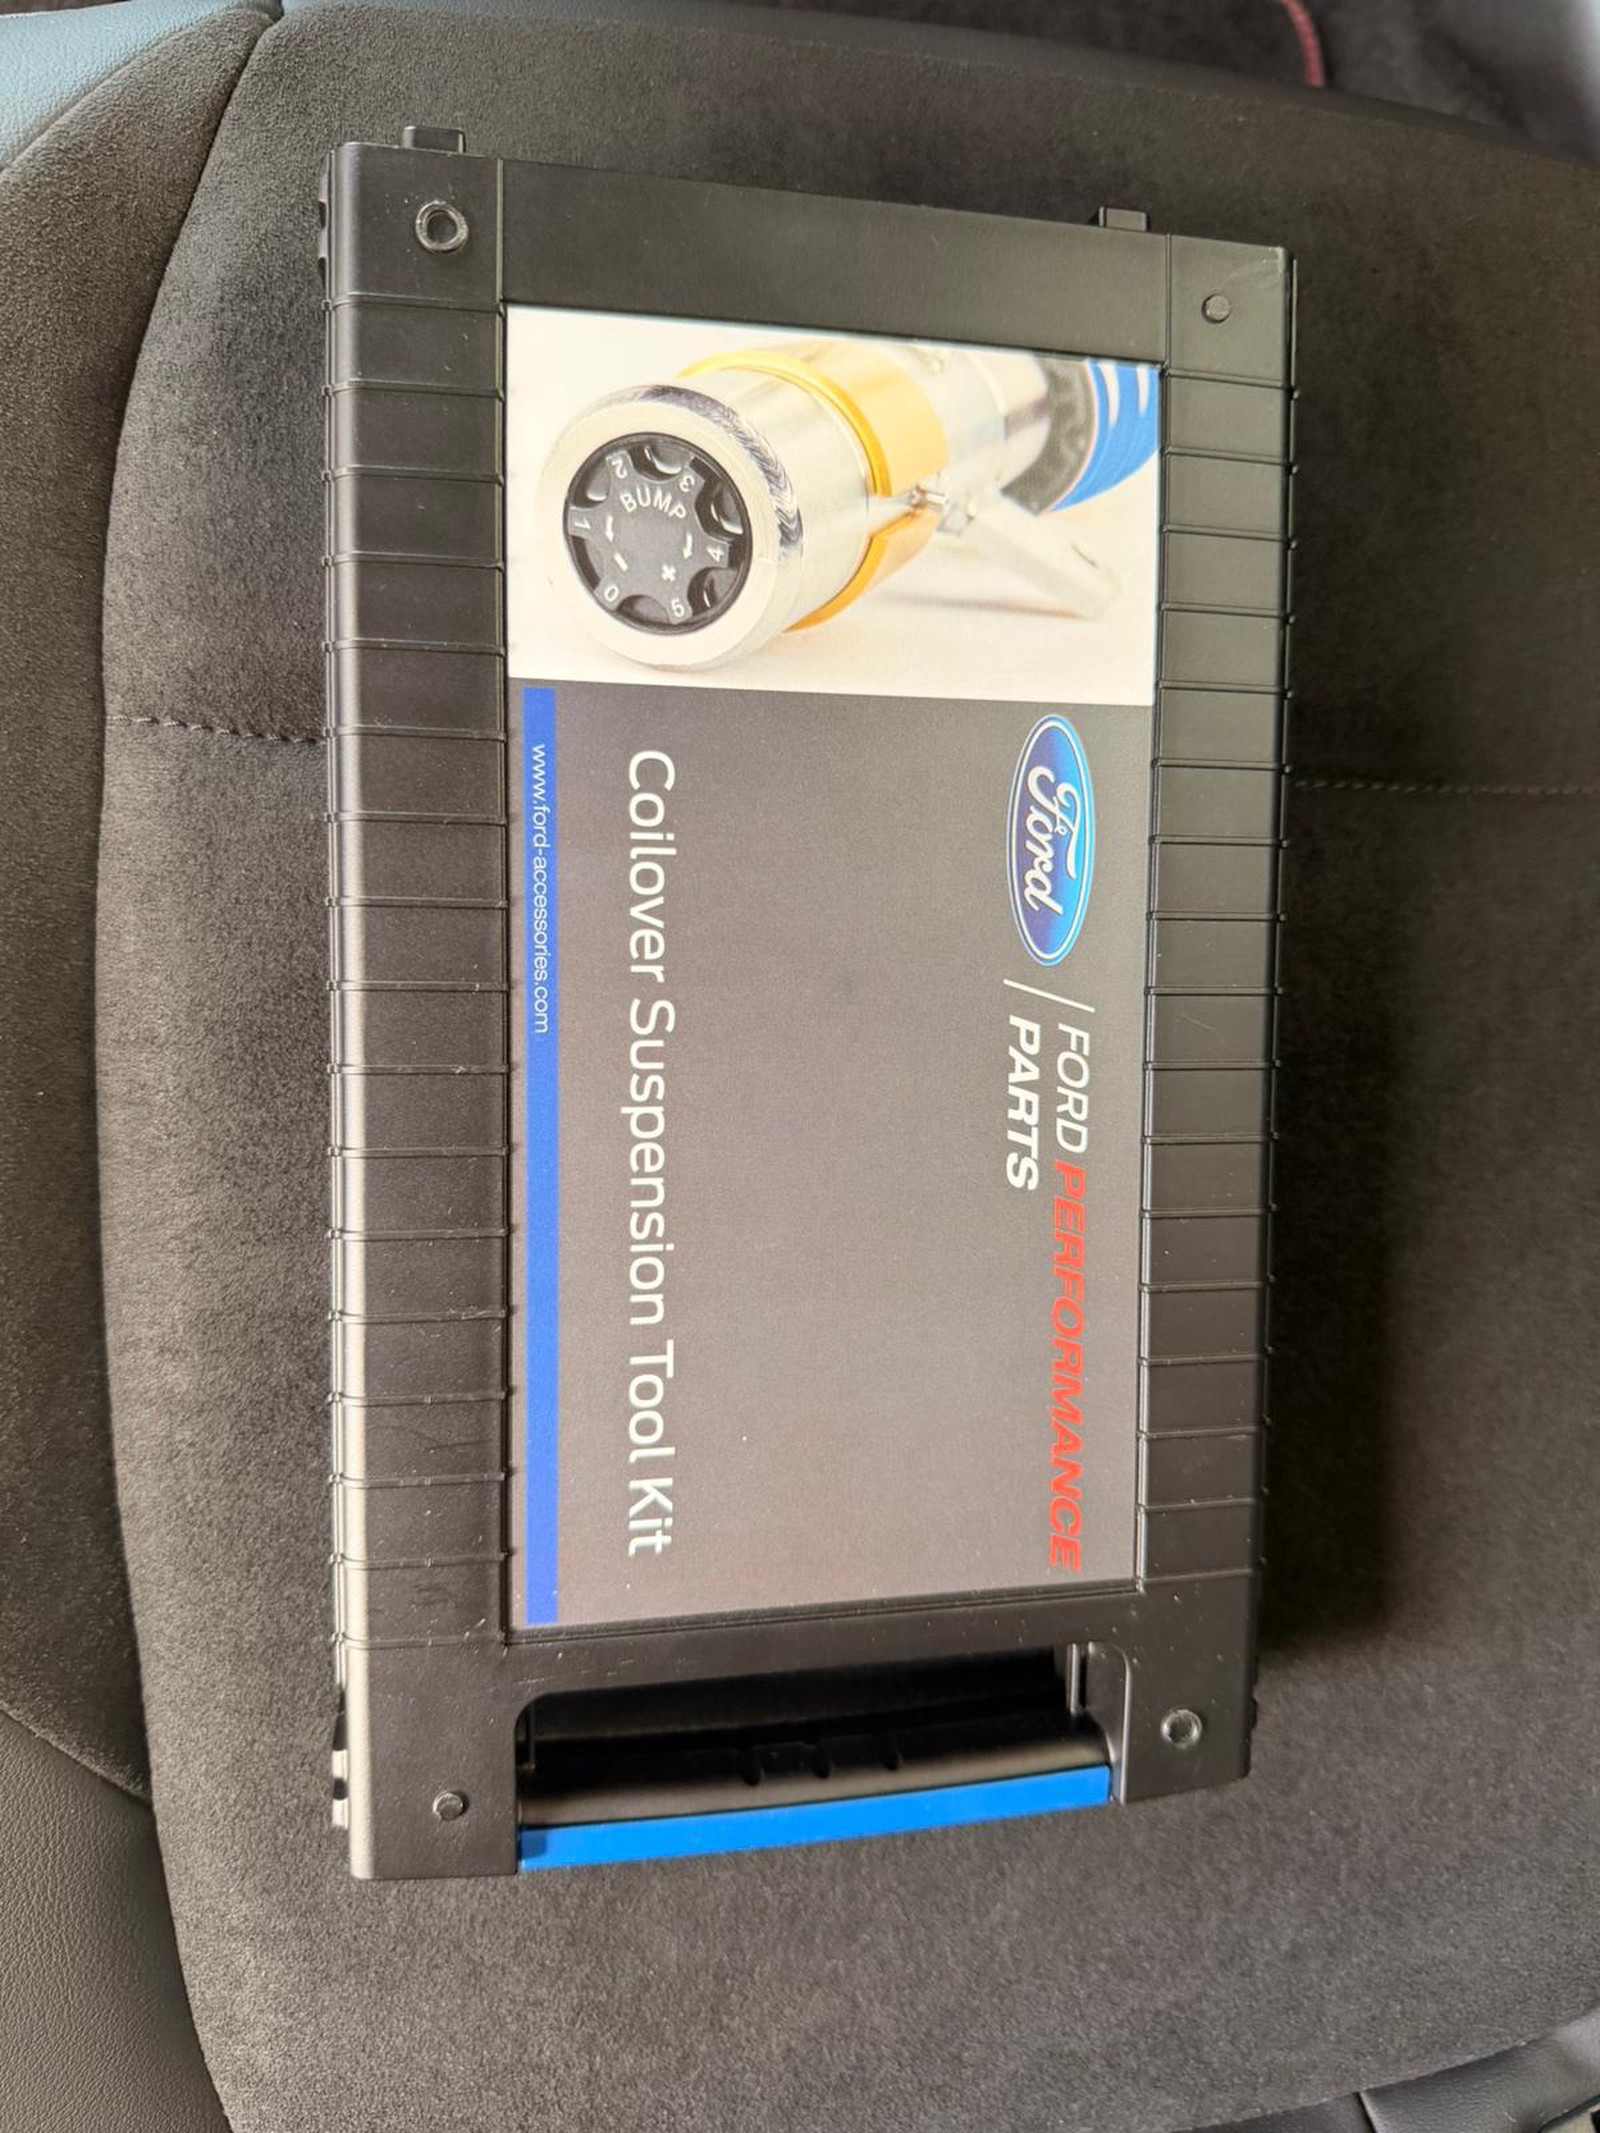 Ford
FORD PERFORMANCE
PARTS
Coilover Suspension Tool Kit
www.ford-accessories.com
BUMP
- +
0 1 2 3 4 5